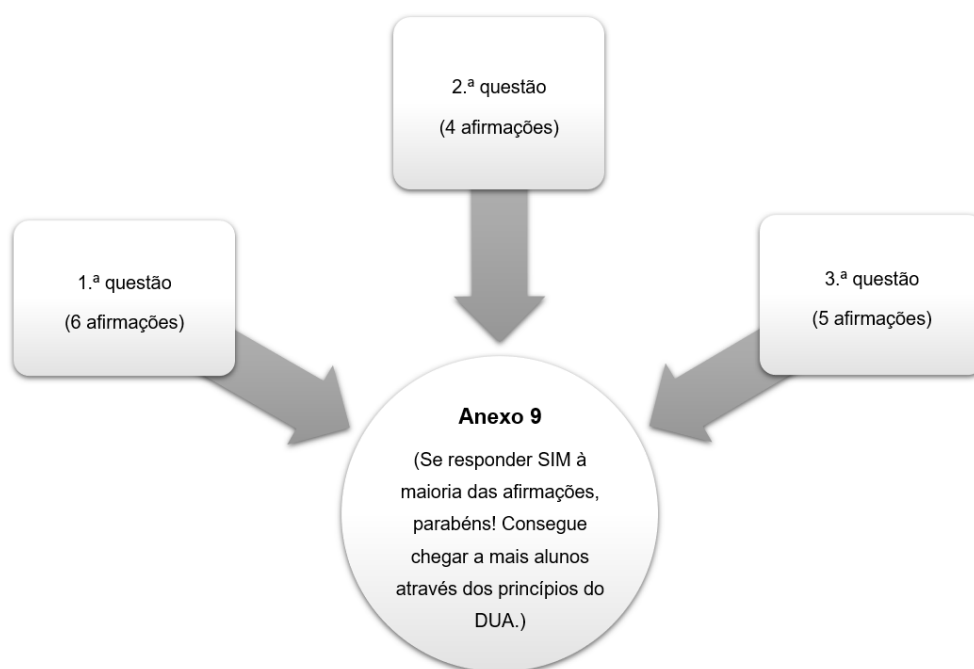 2.ª questão
(4 afirmações)
1.ª questão
(6 afirmações)
3.ª questão
(5 afirmações)
Anexo 9
(Se responder SIM à
maioria das afirmações,
parabéns! Consegue
chegar a mais alunos
através dos princípios do
DUA.)